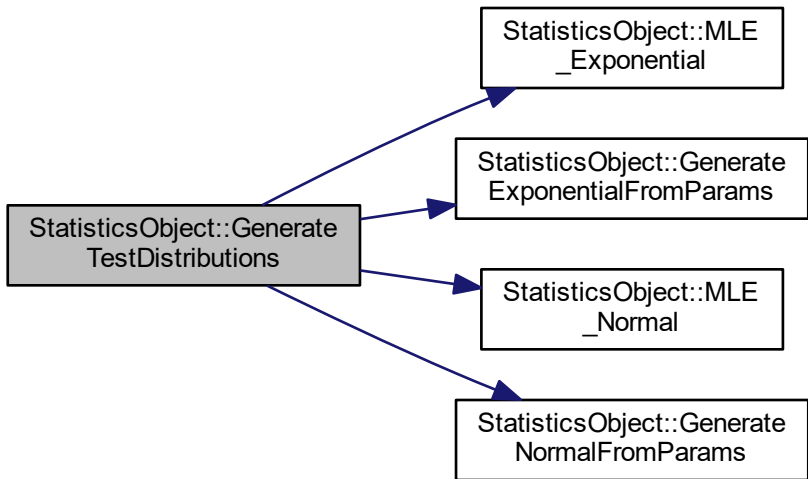 StatisticsObject::MLE
_Exponential
StatisticsObject::Generate
ExponentialFromParams
StatisticsObject::Generate
TestDistributions
StatisticsObject::MLE
_Normal
StatisticsObject::Generate
NormalFromParams